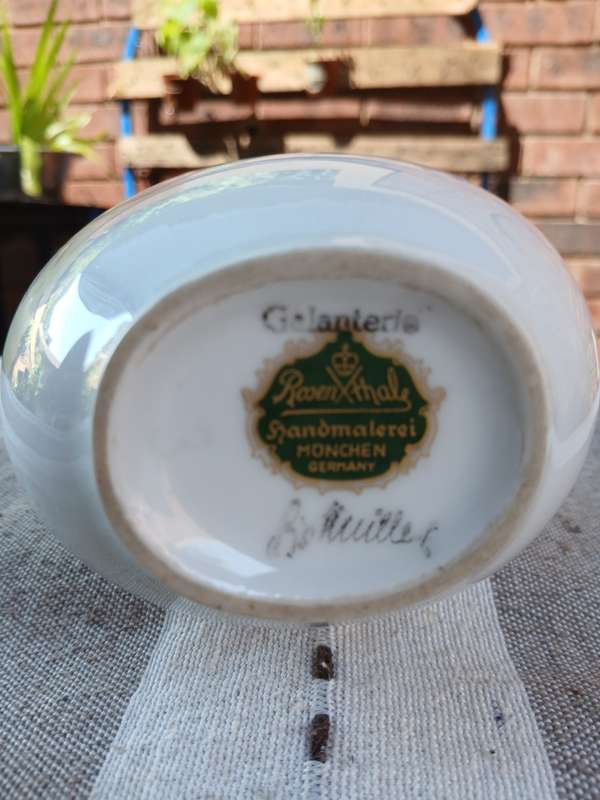 Galanterie
Rosenthal
Handmalerei
MÜNCHEN
GERMANY